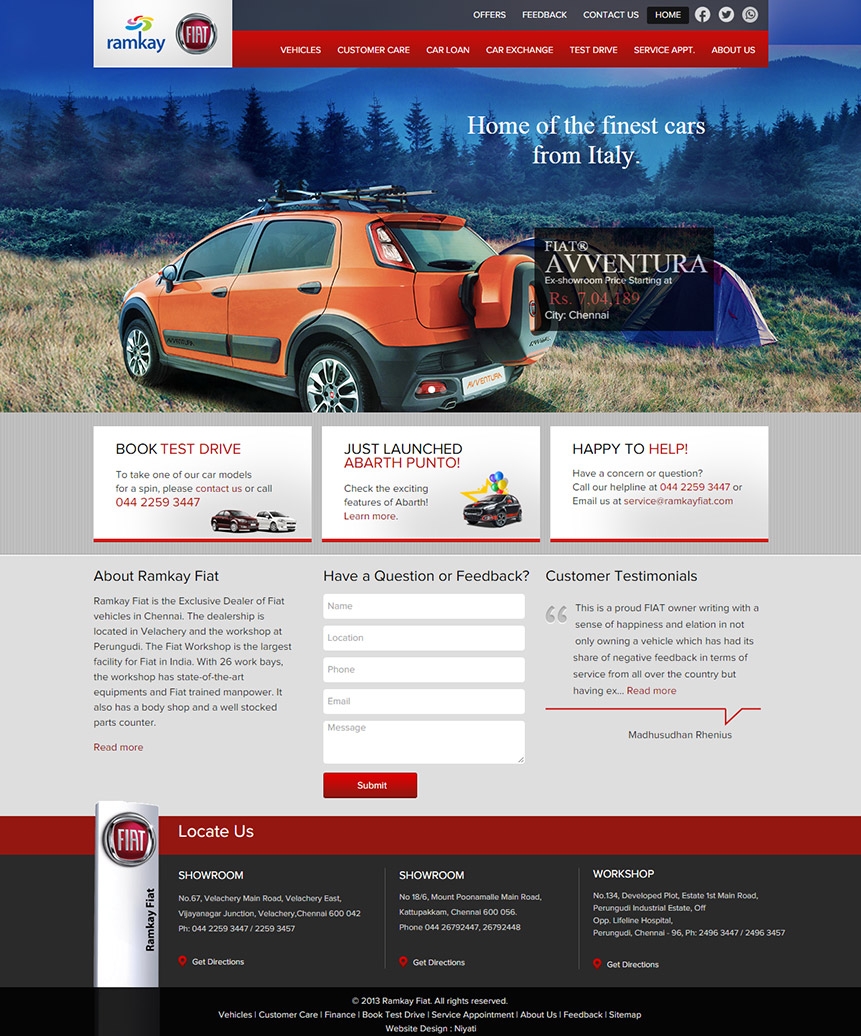 OFFERS FEEDBACK CONTACT US HOME
ramkay FIAT
VEHICLES CUSTOMER CARE CAR LOAN CAR EXCHANGE TEST DRIVE SERVICE APPT. ABOUT US
Home of the finest cars
from Italy.
FIAT®
AVVENTURA
Ex-showroom Price Starting at
Rs. 7,04,189
City: Chennai
AVVENTURA
BOOK TEST DRIVE
To take one of our car models
for a spin, please contact us or call
044 2259 3447
JUST LAUNCHED
ABARTH PUNTO!
Check the exciting
features of Abarth!
Learn more.
HAPPY TO HELP!
Have a concern or question?
Call our helpline at 044 2259 3447 or
Email us at service@ramkayfiat.com
About Ramkay Fiat
Ramkay Fiat is the Exclusive Dealer of Fiat
vehicles in Chennai. The dealership is
located in Velachery and the workshop at
Perungudi. The Fiat Workshop is the largest
facility for Fiat in India. With 26 work bays,
the workshop has state-of-the-art
equipments and Fiat trained manpower. It
also has a body shop and a well stocked
parts counter.
Read more
Have a Question or Feedback?
Name
Location
Phone
Email
Message
Submit
Customer Testimonials
This is a proud FIAT owner writing with a
sense of happiness and elation in not
only owning a vehicle which has had its
share of negative feedback in terms of
service from all over the country but
having ex... Read more
Madhusudhan Rhenius
FIAT
Ramkay Fiat
Locate Us
SHOWROOM
No.67, Velachery Main Road, Velachery East,
Vijayanagar Junction, Velachery,Chennai 600 042
Ph: 044 2259 3447 / 2259 3457
Get Directions
SHOWROOM
No 18/6, Mount Poonamalle Main Road,
Kattupakkam, Chennai 600 056.
Phone 044 26792447, 26792448
Get Directions
WORKSHOP
No.134, Developed Plot, Estate 1st Main Road,
Perungudi Industrial Estate, Off
Opp. Lifeline Hospital,
Perungudi, Chennai - 96, Ph: 2496 3447 / 2496 3457
Get Directions
© 2013 Ramkay Fiat. All rights reserved.
Vehicles | Customer Care | Finance | Book Test Drive | Service Appointment | About Us | Feedback | Sitemap
Website Design : Niyati